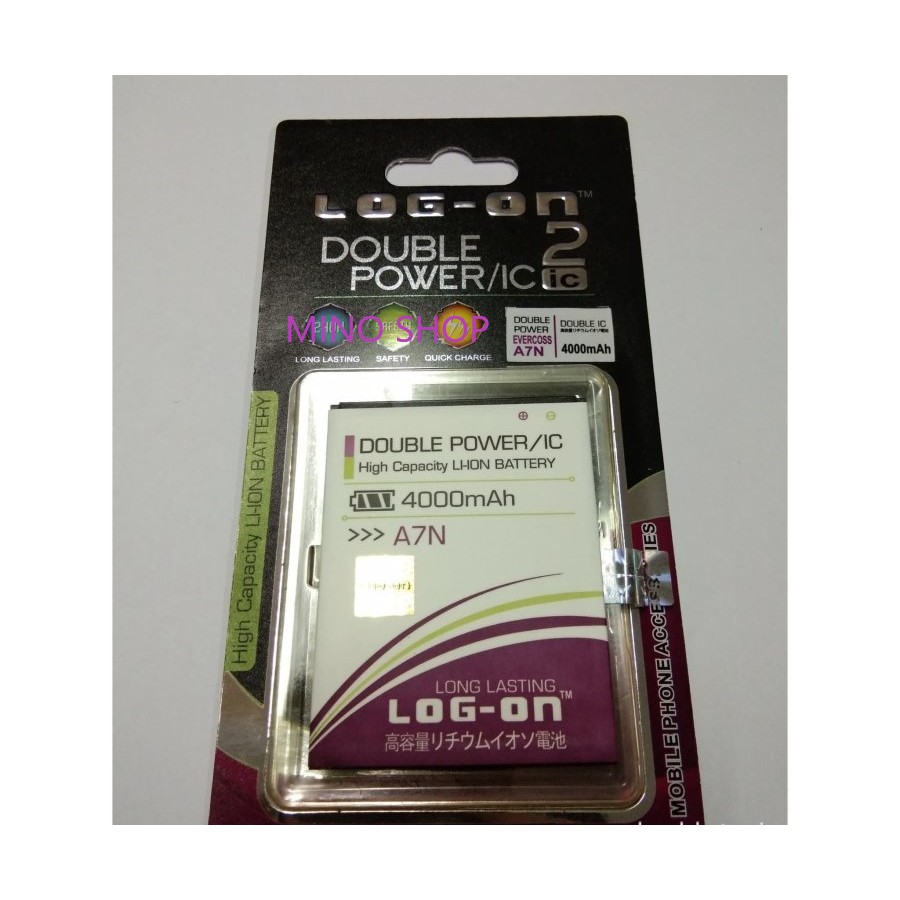 LOG-ON™
DOUBLE
POWER/IC
2
iC
MINO SHOP
LONG LASTING
SAFETY
QUICK CHARGE
DOUBLE
POWER
EVERCOSS
A7N
DOUBLE IC
4000mAh
High Capacity LI-ION BATTERY
DOUBLE POWER/IC
High Capacity LI-ION BATTERY
4000mAh
>>> A7N
LONG LASTING
LOG-ON™
高容量リチウムイオソ電池
MOBILE PHONE ACCESSORIES